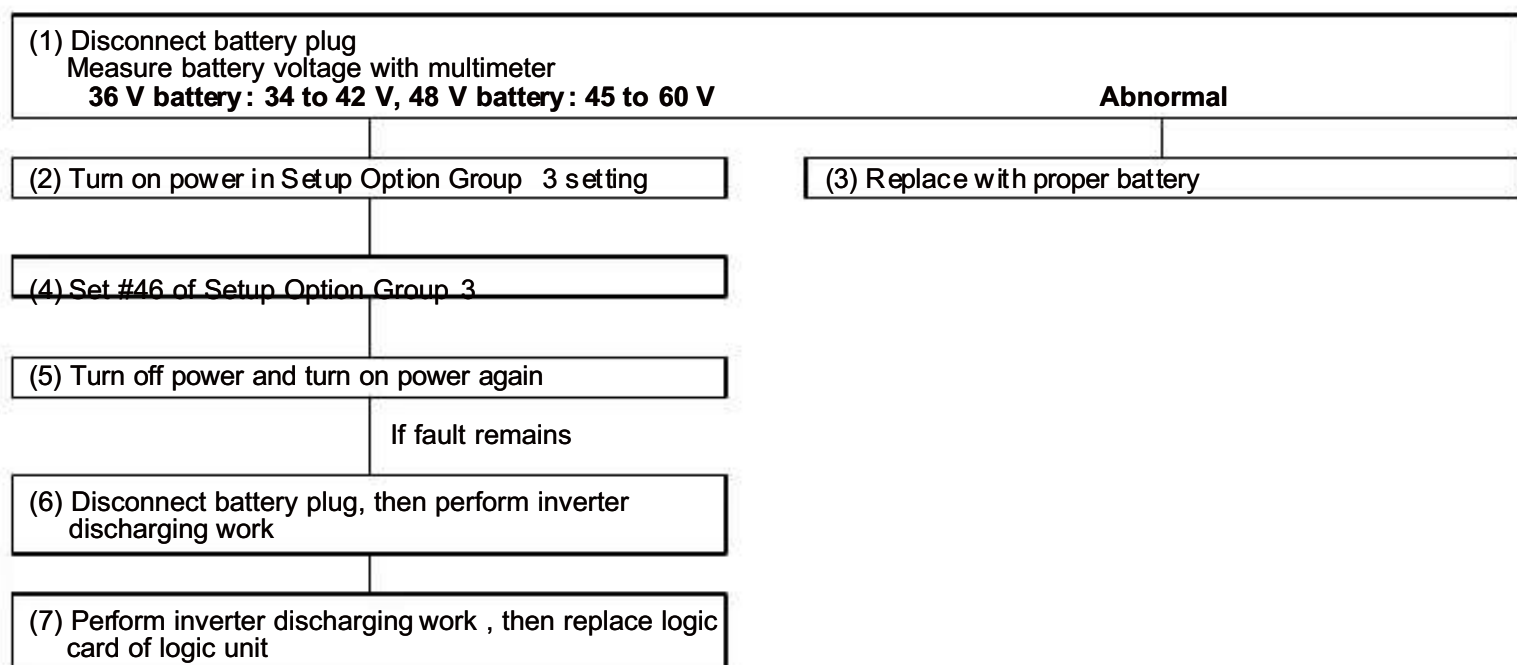 (1) Disconnect battery plug
Measure battery voltage with multimeter
36 V battery: 34 to 42 V, 48 V battery: 45 to 60 V
Abnormal
(2) Turn on power in Setup Option Group 3 setting
(3) Replace with proper battery
(4) Set #46 of Setup Option Group 3
(5) Turn off power and turn on power again
If fault remains
(6) Disconnect battery plug, then perform inverter
discharging work
(7) Perform inverter discharging work , then replace logic
card of logic unit